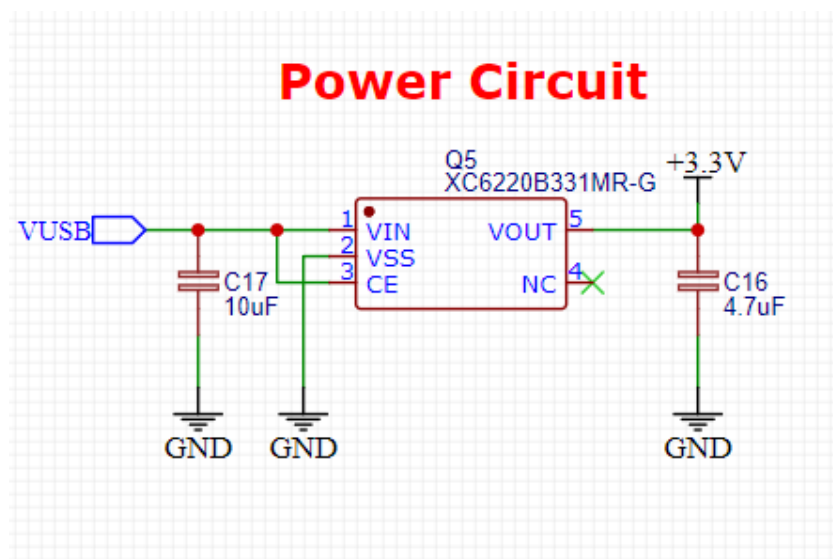 Power Circuit
Q5
XC6220B331MR-G
+3.3V
VUSB
1
VIN
VOUT
5
2
VSS
3
CE
NC
4
C17
10uF
C16
4.7uF
GND
GND
GND